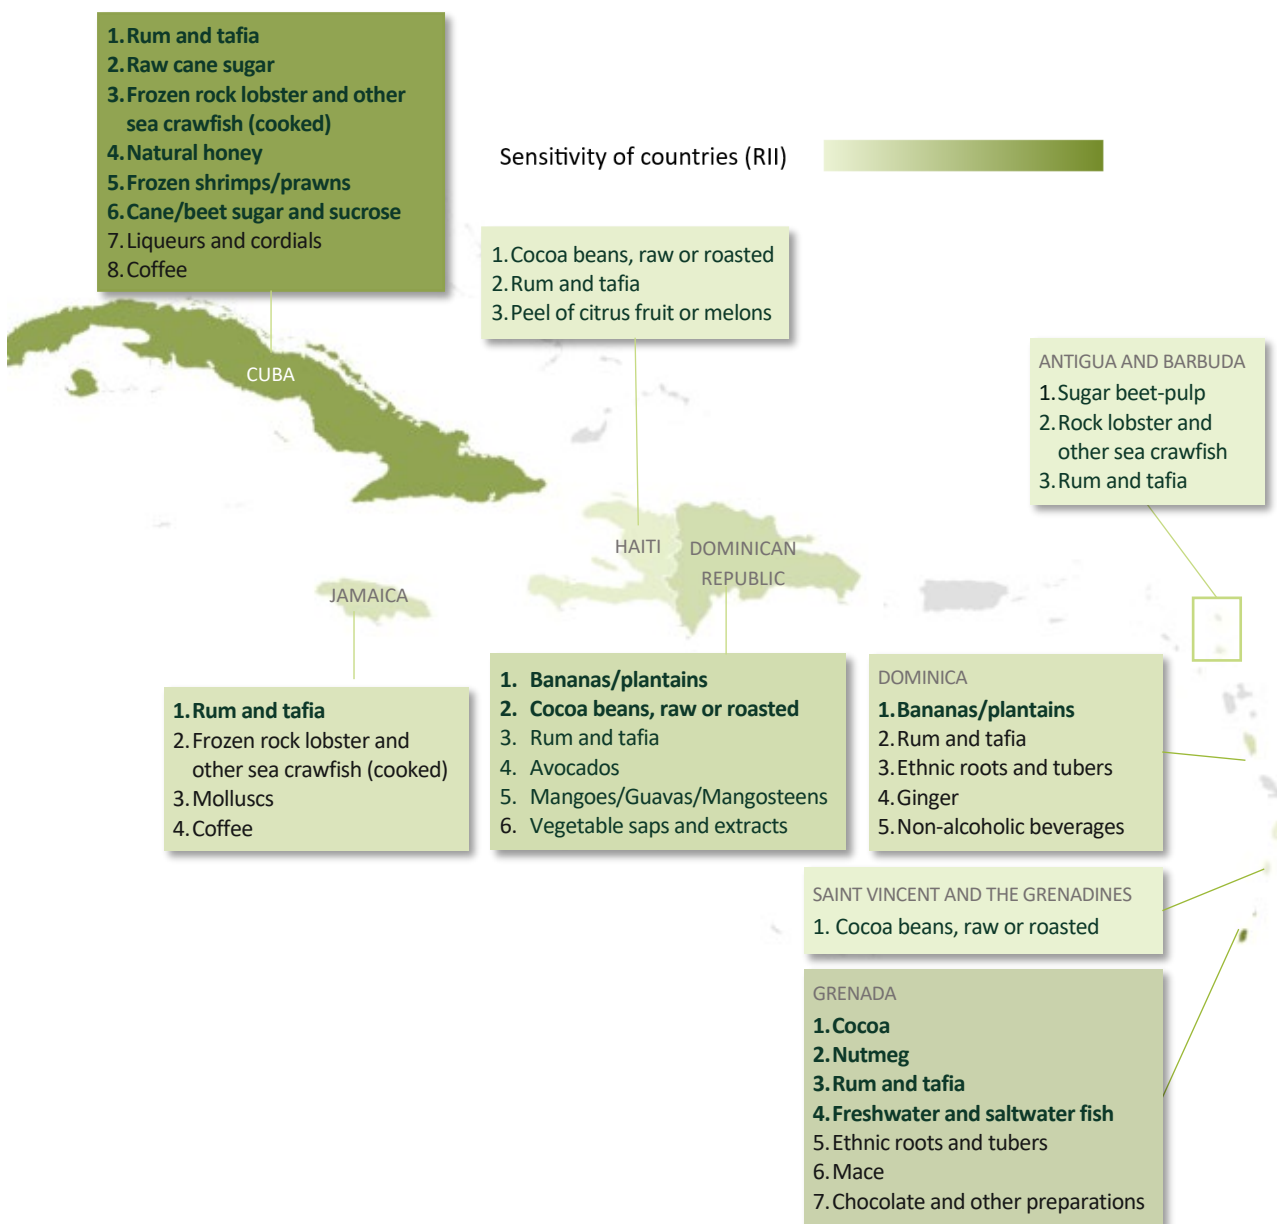 1. Rum and tafia
2. Raw cane sugar
3. Frozen rock lobster and other
sea crawfish (cooked)
4. Natural honey
5. Frozen shrimps/prawns
6. Cane/beet sugar and sucrose
7. Liqueurs and cordials
8. Coffee
Sensitivity of countries (RII)
1. Cocoa beans, raw or roasted
2. Rum and tafia
3. Peel of citrus fruit or melons
CUBA
ANTIGUA AND BARBUDA
1. Sugar beet-pulp
2. Rock lobster and
other sea crawfish
3. Rum and tafia
HAITI
DOMINICAN
REPUBLIC
JAMAICA
1. Rum and tafia
2. Frozen rock lobster and
other sea crawfish (cooked)
3. Molluscs
4. Coffee
1. Bananas/plantains
2. Cocoa beans, raw or roasted
3. Rum and tafia
4. Avocados
5. Mangoes/Guavas/Mangosteens
6. Vegetable saps and extracts
DOMINICA
1. Bananas/plantains
2. Rum and tafia
3. Ethnic roots and tubers
4. Ginger
5. Non-alcoholic beverages
SAINT VINCENT AND THE GRENADINES
1. Cocoa beans, raw or roasted
GRENADA
1. Cocoa
2. Nutmeg
3. Rum and tafia
4. Freshwater and saltwater fish
5. Ethnic roots and tubers
6. Mace
7. Chocolate and other preparations